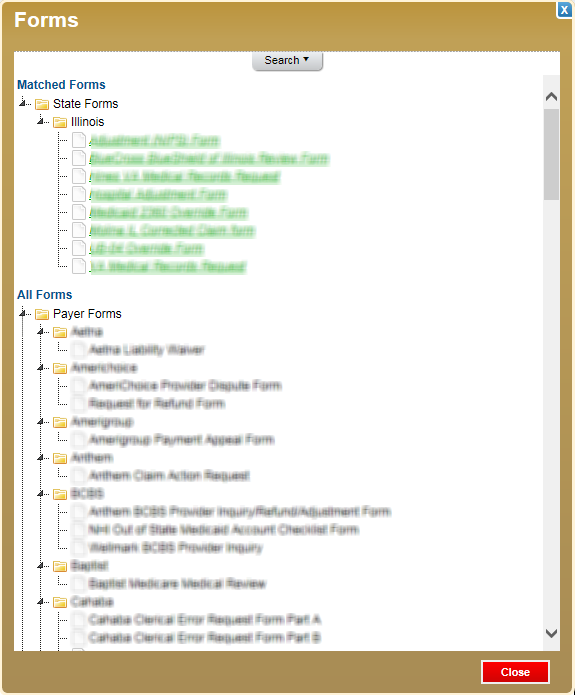 X
Forms
Search
Matched Forms
State Forms
Illinois
Adjustment Form
BlueCross BlueShield of Illinois Review Form
Hines VA Medical Records Request
Hospital Adjustment Form
Medicaid 2360 Override Form
Molina IL Corrected Claim form
UB-04 Override Form
VA Medical Records Request
All Forms
Payer Forms
Aetna
Aetna Liability Waiver
Americhoice
AmeriChoice Provider Dispute Form
Request for Refund Form
Amerigroup
Amerigroup Payment Appeal Form
Anthem
Anthem Claim Action Request
BCBS
Anthem BCBS Provider Inquiry/Refund/Adjustment Form
Out of State Medicaid Account Checklist Form
Wellmark BCBS Provider Inquiry
Baptist
Baptist Medicare Medical Review
Cahaba
Cahaba Clerical Error Request Form Part A
Cahaba Clerical Error Request Form Part B
Close